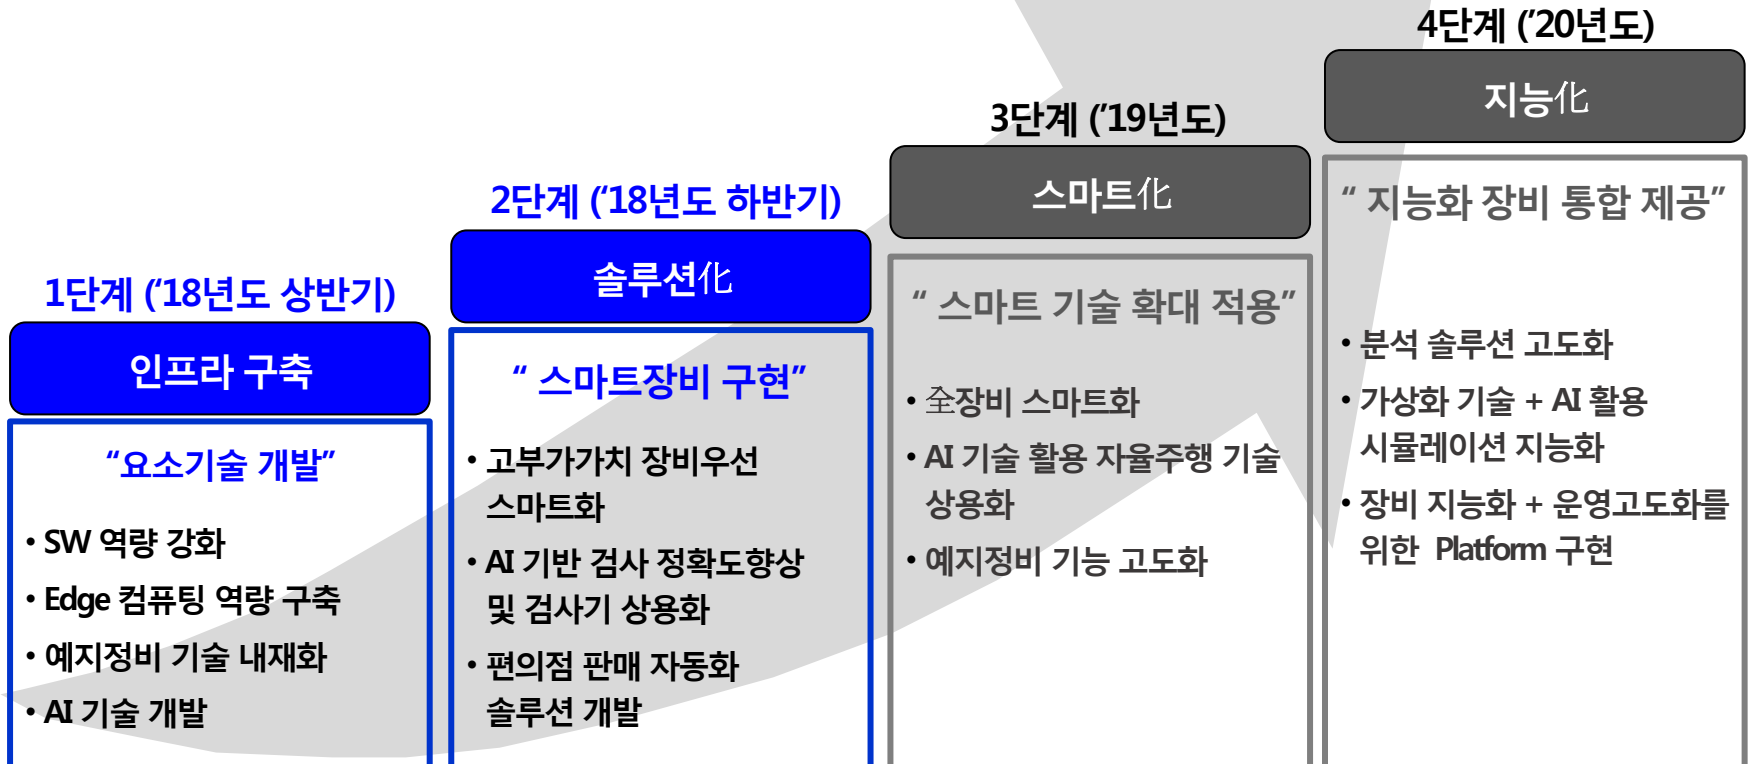 1단계 (‘18년도 상반기)
인프라 구축
“요소기술 개발”
• SW 역량 강화
• Edge 컴퓨팅 역량 구축
• 예지정비 기술 내재화
• AI 기술 개발
2단계 (‘18년도 하반기)
솔루션化
“ 스마트장비 구현”
• 고부가가치 장비우선
스마트화
• AI 기반 검사 정확도향상
및 검사기 상용화
• 편의점 판매 자동화
솔루션 개발
3단계 (’19년도)
스마트化
“ 스마트 기술 확대 적용”
• 全장비 스마트화
• AI 기술 활용 자율주행 기술
상용화
• 예지정비 기능 고도화
4단계 (’20년도)
지능化
“ 지능화 장비 통합 제공”
• 분석 솔루션 고도화
• 가상화 기술 + AI 활용
시뮬레이션 지능화
• 장비 지능화 + 운영고도화를
위한 Platform 구현